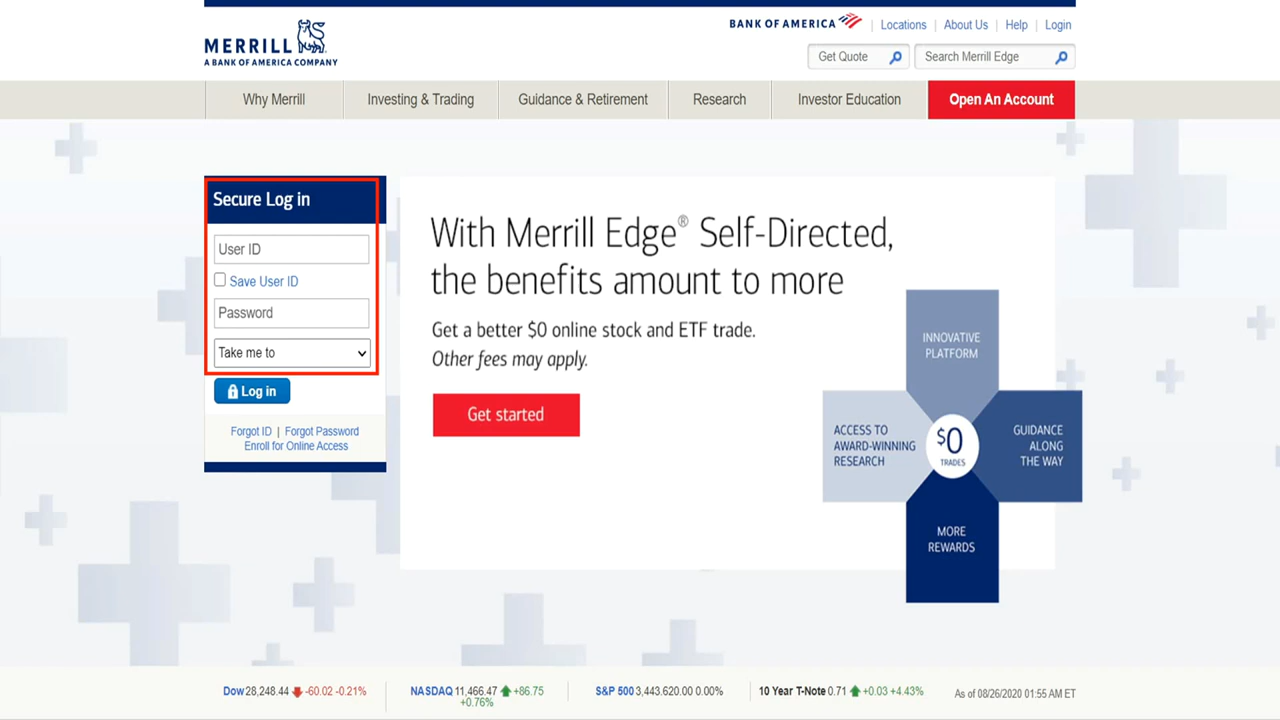 MERRILL
A BANK OF AMERICA COMPANY
BANK OF AMERICA | Locations | About Us | Help | Login
Get Quote
Search Merrill Edge
Why Merrill
Investing & Trading
Guidance & Retirement
Research
Investor Education
Open An Account
Secure Log in
User ID
Save User ID
Password
Take me to
Log in
Forgot ID | Forgot Password
Enroll for Online Access
With Merrill Edge® Self-Directed,
the benefits amount to more
Get a better $0 online stock and ETF trade.
Other fees may apply.
Get started
INNOVATIVE
PLATFORM
ACCESS TO
AWARD-WINNING
RESEARCH
$0
TRADES
GUIDANCE
ALONG
THE WAY
MORE
REWARDS
Dow 28,248.44 -60.02 -0.21%
NASDAQ 11,466.47 +86.75
+0.76%
S&P 500 3,443.620.00 0.00%
10 Year T-Note 0.71 +0.03 +4.43%
As of 08/26/2020 01:55 AM ET